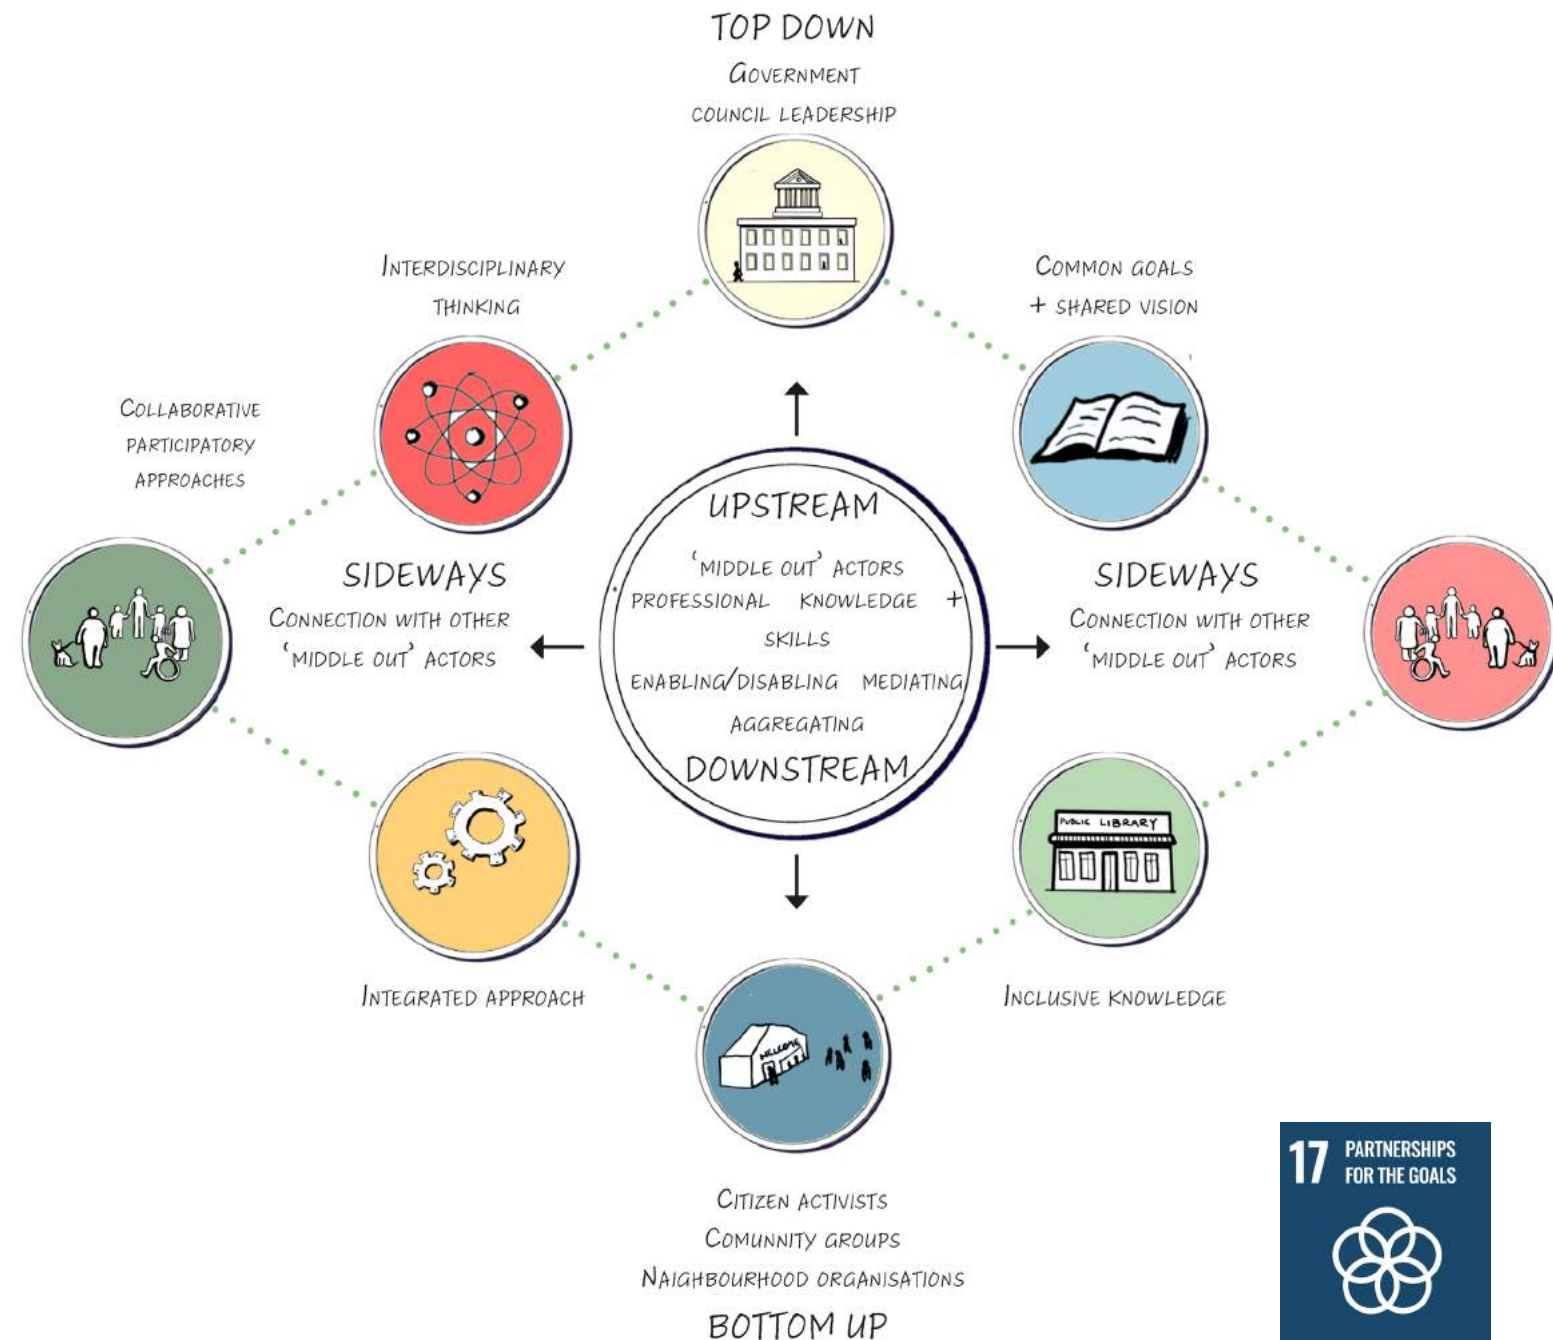 TOP DOWN
GOVERNMENT
COUNCIL LEADERSHIP
INTERDISCIPLINARY
THINKING
COMMON GOALS
+ SHARED VISION
COLLABORATIVE
PARTICIPATORY
APPROACHES
UPSTREAM
'MIDDLE OUT' ACTORS
PROFESSIONAL KNOWLEDGE +
SKILLS
ENABLING/DISABLING MEDIATING
AGGREGATING
DOWNSTREAM
SIDEWAYS
CONNECTION WITH OTHER
'MIDDLE OUT' ACTORS
SIDEWAYS
CONNECTION WITH OTHER
'MIDDLE OUT' ACTORS
PUBLIC LIBRARY
INTEGRATED APPROACH
INCLUSIVE KNOWLEDGE
WELCOME
CITIZEN ACTIVISTS
COMUNNITY GROUPS
NAIGHBOURHOOD ORGANISATIONS
BOTTOM UP
17 PARTNERSHIPS
FOR THE GOALS